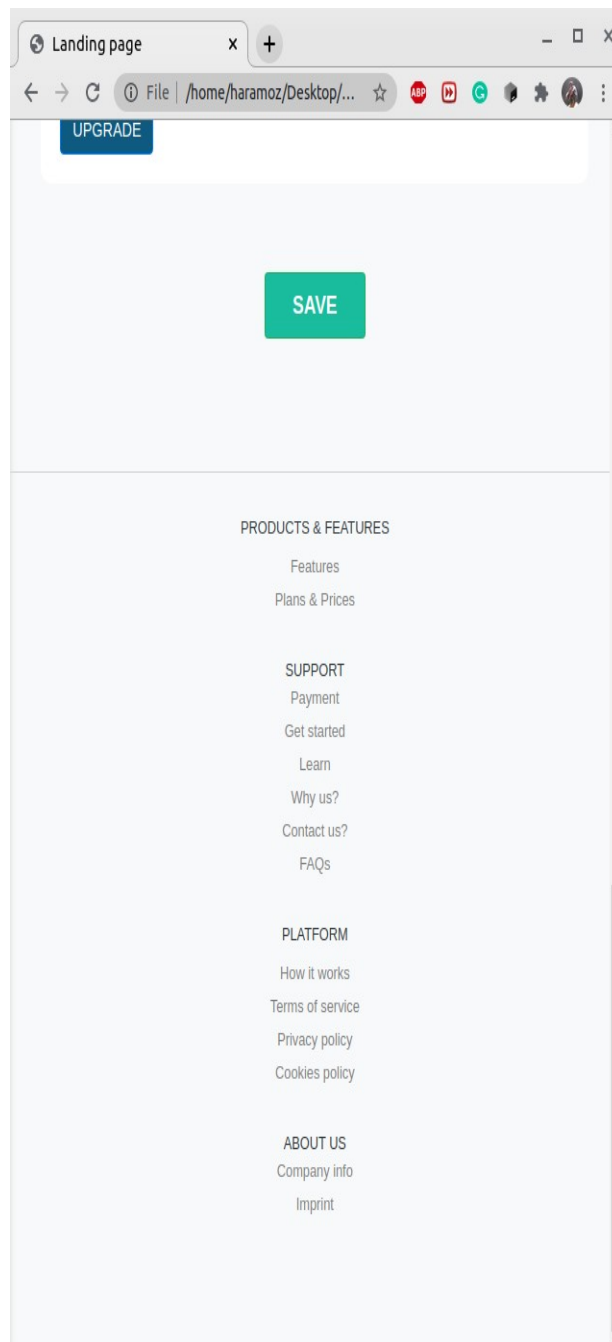 Landing page
File | /home/haramoz/Desktop/... ABP
UPGRADE
SAVE
PRODUCTS & FEATURES
Features
Plans & Prices
SUPPORT
Payment
Get started
Learn
Why us?
Contact us?
FAQs
PLATFORM
How it works
Terms of service
Privacy policy
Cookies policy
ABOUT US
Company info
Imprint